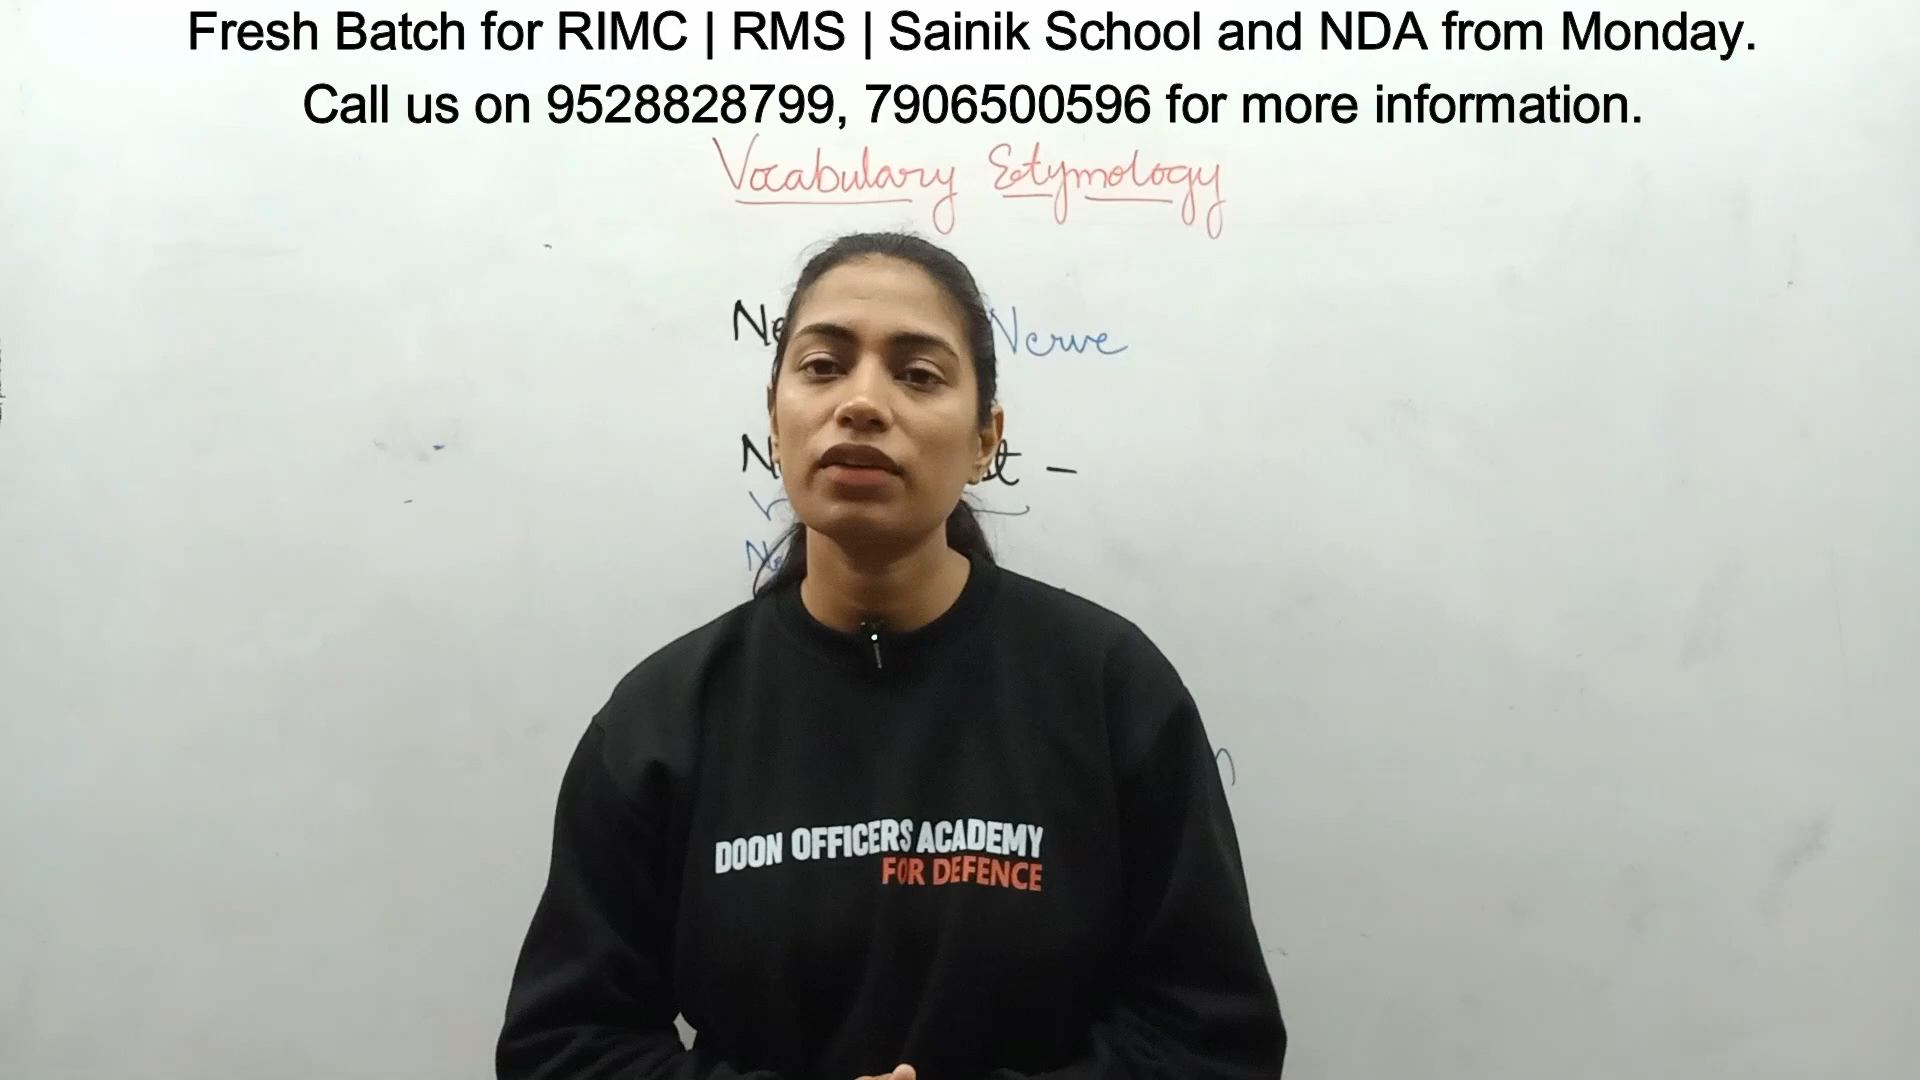 Fresh Batch for RIMC | RMS | Sainik School and NDA from Monday.
Call us on 9528828799, 7906500596 for more information.
Vocabulary Etymology
Nerve
DOON OFFICERS ACADEMY
FOR DEFENCE